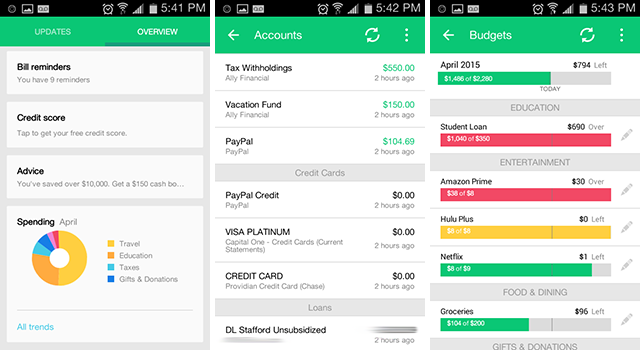 5:41 PM
UPDATES
OVERVIEW
Bill reminders
You have 9 reminders
Credit score
Tap to get your free credit score.
Advice
You've saved over $10,000. Get a $150 cash bo...
Spending April
Travel
Education
Taxes
Gifts & Donations
All trends
5:42 PM
Accounts
Tax Withholdings $550.00
Ally Financial 2 hours ago
Vacation Fund $150.00
Ally Financial 2 hours ago
PayPal $104.69
PayPal 2 hours ago
Credit Cards
PayPal Credit $0.00
PayPal 2 hours ago
VISA PLATINUM $0.00
Capital One - Credit Cards (Current 2 hours ago
Statements)
CREDIT CARD $0.00
Providian Credit Card (Chase) 2 hours ago
Loans
DL Stafford Unsubsidized
2 hours ago
5:43 PM
Budgets
April 2015 $794 Left
$1,486 of $2,280
TODAY
EDUCATION
Student Loan $690 Over
$1,040 of $350
ENTERTAINMENT
Amazon Prime $30 Over
$38 of $8
Hulu Plus $0 Left
$8 of $8
Netflix $1 Left
$8 of $9
FOOD & DINING
Groceries $96 Left
$104 of $200
GIFTS & DONATIONS